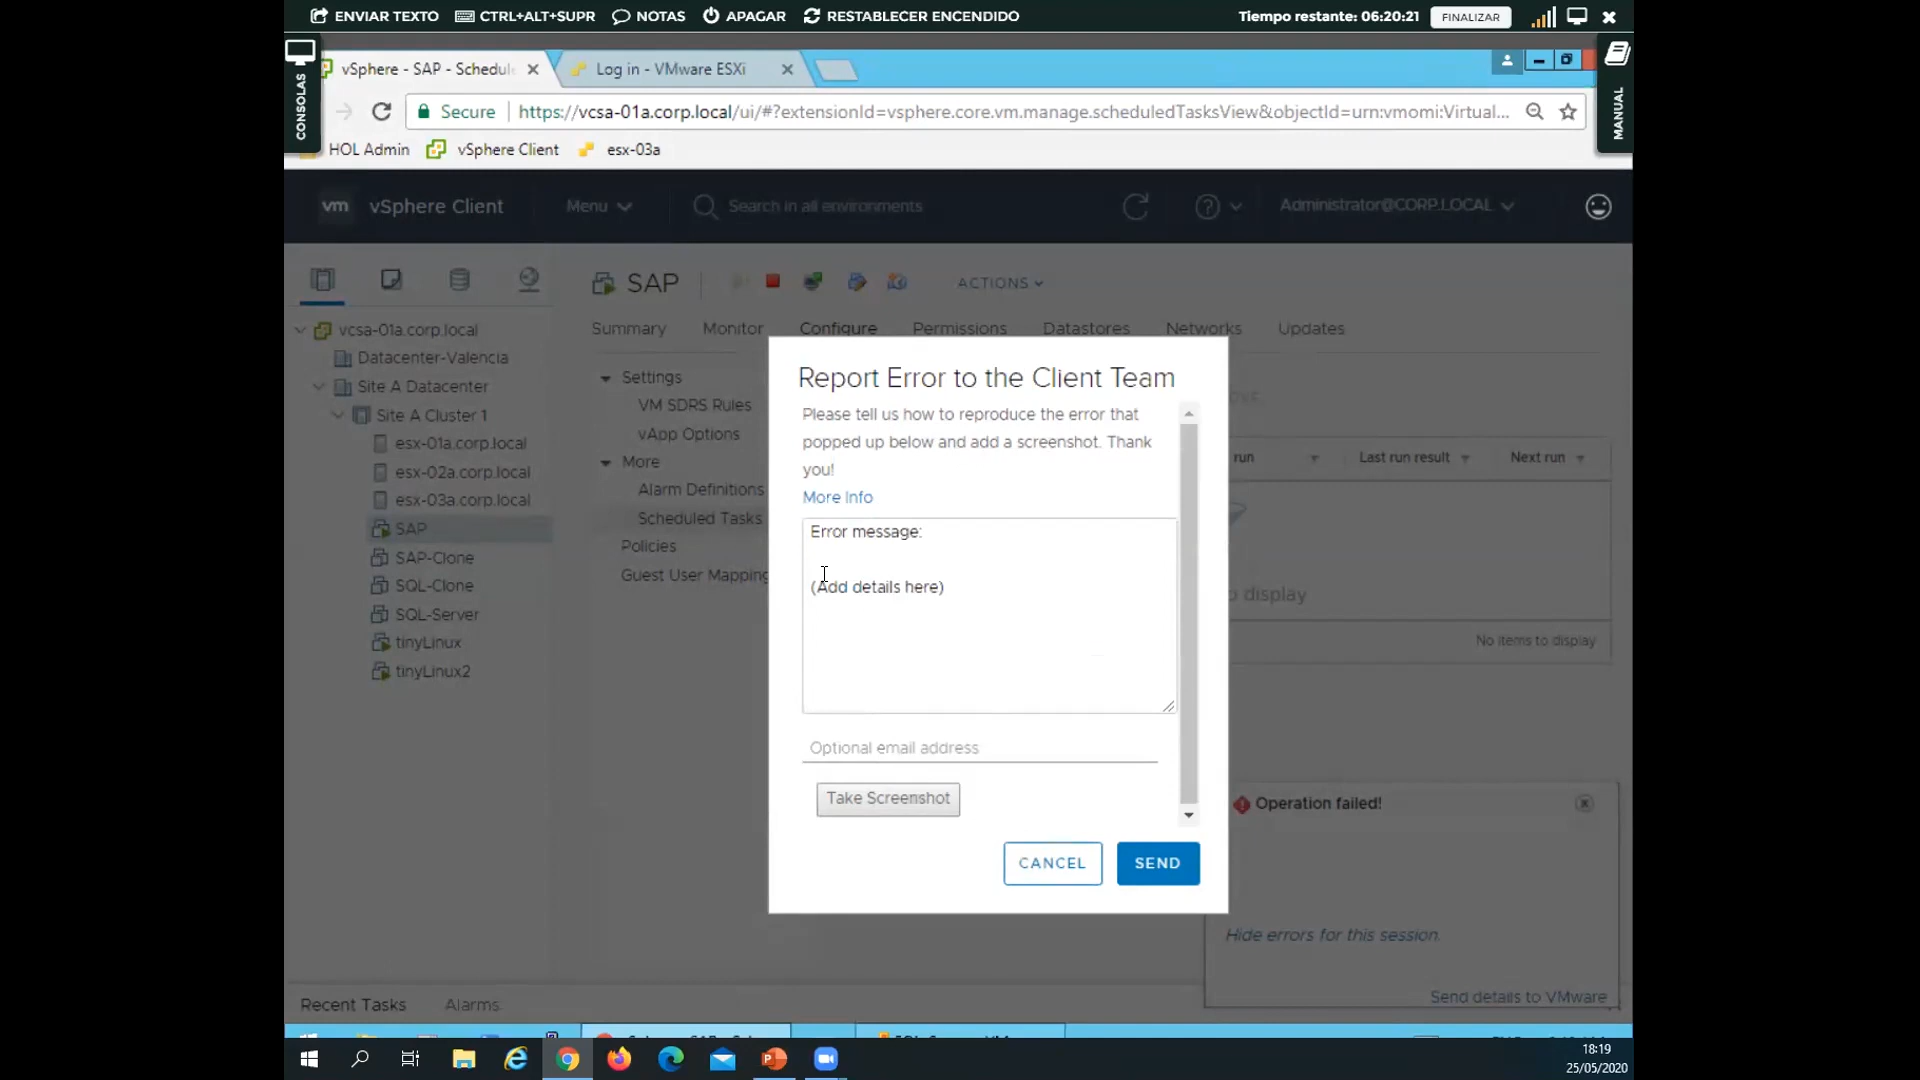 ENVIAR TEXTO CTRL+ALT+SUPR NOTAS APAGAR RESTABLECER ENCENDIDO Tiempo restante: 06:20:21 FINALIZAR
CONSOLAS
MANUAL
vSphere - SAP - Schedul
Log in - VMware ESXi
Secure https://vcsa-01a.corp.local/ui/#?extensionId=vsphere.core.vm.manage.scheduledTasksView&objectId=urn:vmomi:Virtual...
HOL Admin vSphere Client esx-03a
vm vSphere Client Menu Search in all environments Administrator@CORP.LOCAL
SAP ACTIONS
Summary Monitor Configure Permissions Datastores Networks Updates
vcsa-01a.corp.local
Datacenter-Valencia
Site A Datacenter
Site A Cluster 1
esx-01a.corp.local
esx-02a.corp.local
esx-03a.corp.local
SAP
SAP-Clone
SQL-Clone
SQL-Server
tinyLinux
tinyLinux2
Settings
VM SDRS Rules
vApp Options
More
Alarm Definitions
Scheduled Tasks
Policies
Guest User Mapping
Report Error to the Client Team
Please tell us how to reproduce the error that
popped up below and add a screenshot. Thank
you!
More Info
Error message:
(Add details here)
Optional email address
Take Screenshot
CANCEL SEND
run Last run result Next run
display
No items to display
Operation failed!
Hide errors for this session.
Send details to VMware
Recent Tasks Alarms
18:19
25/05/2020